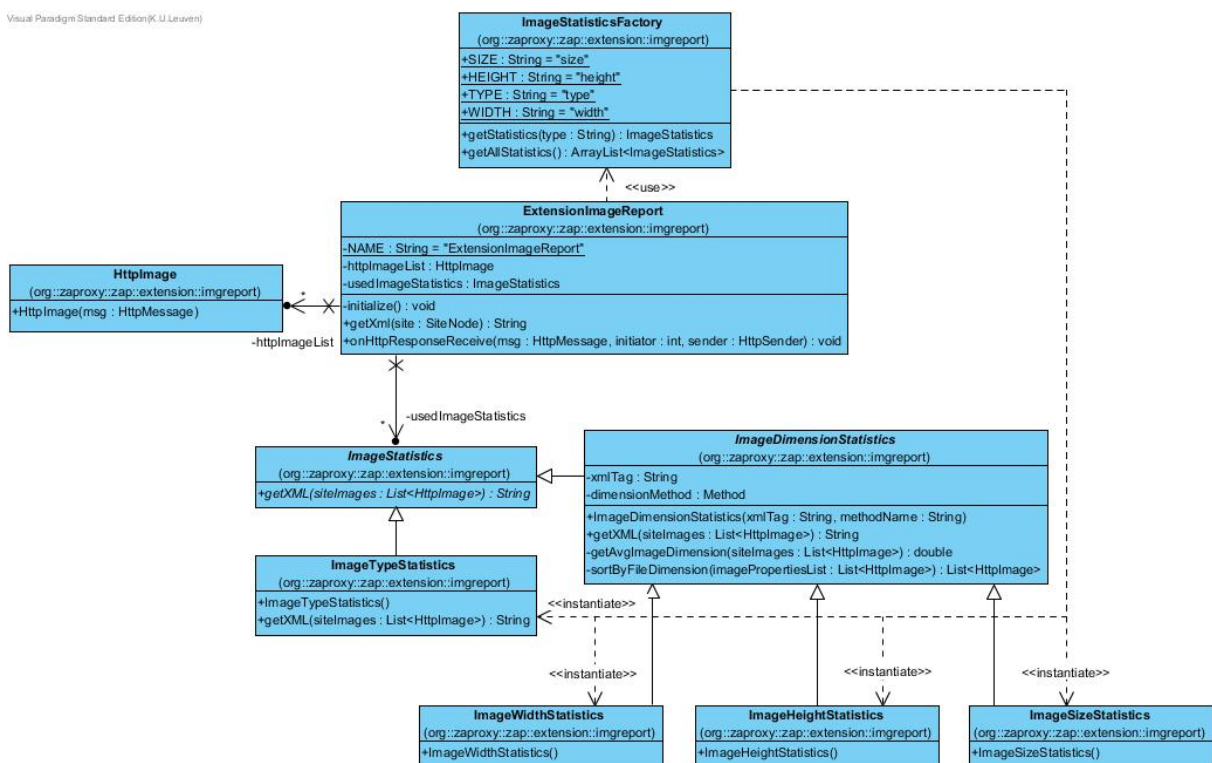 Visual Paradigm Standard Edition(K.U.Leuven)
ImageStatisticsFactory
(org::zaproxy::zap::extension::imgreport)
+SIZE : String = "size"
+HEIGHT : String = "height"
+TYPE : String = "type"
+WIDTH : String = "width"
+getStatistics(type : String) : ImageStatistics
+getAllStatistics() : ArrayList<ImageStatistics>
<<use>>
ExtensionImageReport
(org::zaproxy::zap::extension::imgreport)
-NAME : String = "ExtensionImageReport"
-httpImageList : HttpImage
-usedImageStatistics : ImageStatistics
-initialize() : void
+getXml(site : SiteNode) : String
+onHttpResponseReceive(msg : HttpMessage, initiator : int, sender : HttpSender) : void
HttpImage
(org::zaproxy::zap::extension::imgreport)
+HttpImage(msg : HttpMessage)
*
-httpImageList
-usedImageStatistics
*
ImageStatistics
(org::zaproxy::zap::extension::imgreport)
+getXML(siteImages : List<HttpImage>) : String
ImageDimensionStatistics
(org::zaproxy::zap::extension::imgreport)
-xmlTag : String
-dimensionMethod : Method
+ImageDimensionStatistics(xmlTag : String, methodName : String)
+getXML(siteImages : List<HttpImage>) : String
-getAvgImageDimension(siteImages : List<HttpImage>) : double
-sortByFileDimension(imagePropertiesList : List<HttpImage>) : List<HttpImage>
ImageTypeStatistics
(org::zaproxy::zap::extension::imgreport)
+ImageTypeStatistics()
+getXML(siteImages : List<HttpImage>) : String
<<instantiate>>
<<instantiate>>
<<instantiate>>
<<instantiate>>
ImageWidthStatistics
(org::zaproxy::zap::extension::imgreport)
+ImageWidthStatistics()
ImageHeightStatistics
(org::zaproxy::zap::extension::imgreport)
+ImageHeightStatistics()
ImageSizeStatistics
(org::zaproxy::zap::extension::imgreport)
+ImageSizeStatistics()